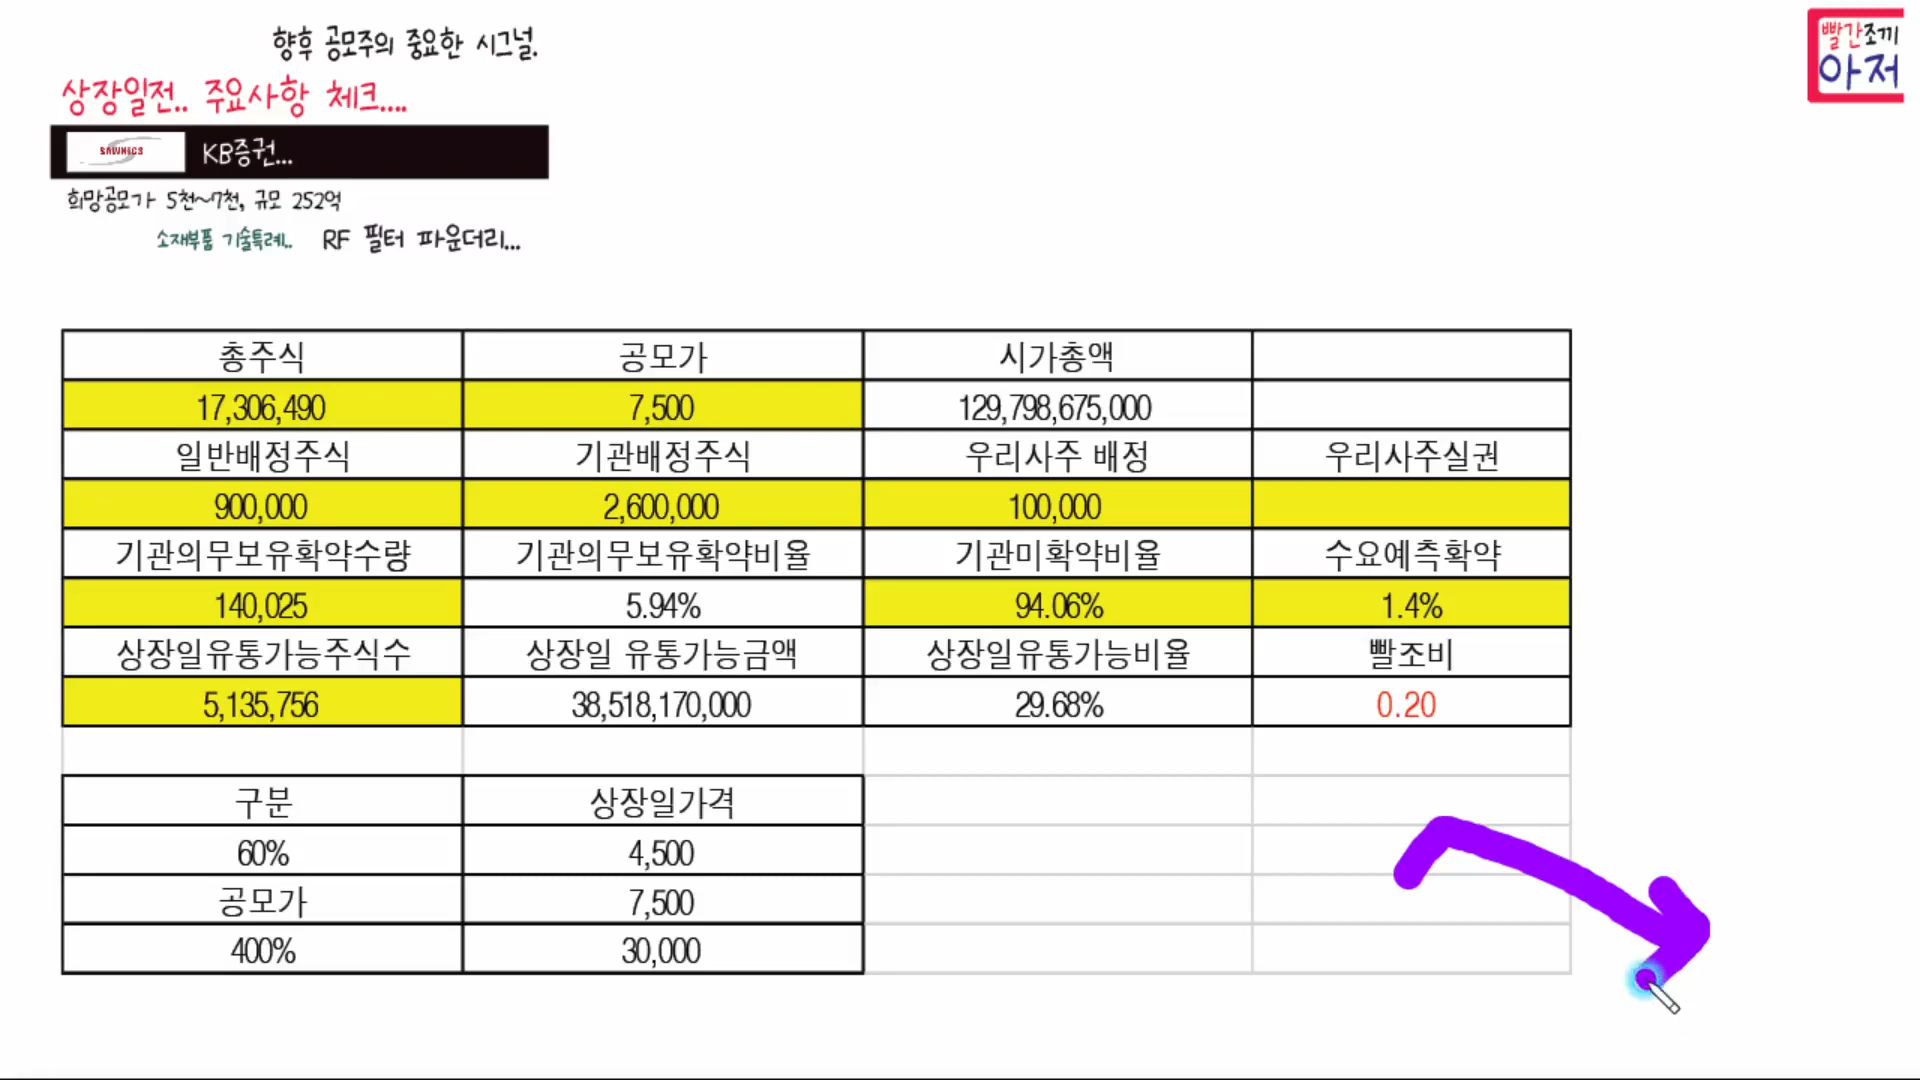 향후 공모주의 중요한 시그널.
빨간조끼
아저
상장일전.. 주요사항 체크....
SAWNICS KB증권...
희망공모가 5천~7천, 규모 252억
소재부품 기술특례.. RF 필터 파운더리...
총주식 공모가 시가총액
17,306,490 7,500 129,798,675,000
일반배정주식 기관배정주식 우리사주 배정 우리사주실권
900,000 2,600,000 100,000
기관의무보유확약수량 기관의무보유확약비율 기관미확약비율 수요예측확약
140,025 5.94% 94.06% 1.4%
상장일유통가능주식수 상장일 유통가능금액 상장일유통가능비율 빨조비
5,135,756 38,518,170,000 29.68% 0.20
구분 상장일가격
60% 4,500
공모가 7,500
400% 30,000